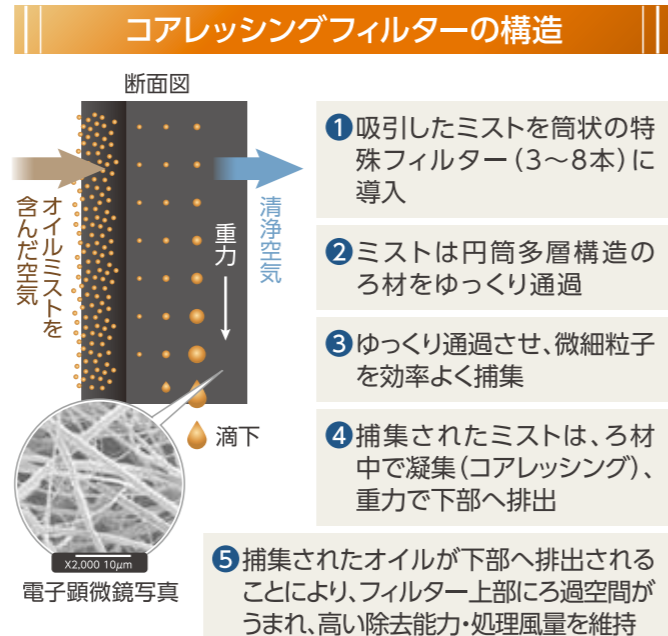 コアレッシングフィルターの構造
断面図
オイルミストを
含んだ空気
重力
清浄空気
滴下
X2,000 10μm
電子顕微鏡写真
❶吸引したミストを筒状の特
殊フィルター(3〜8本)に
導入
❷ミストは円筒多層構造の
ろ材をゆっくり通過
❸ゆっくり通過させ、微細粒子
を効率よく捕集
❹捕集されたミストは、ろ材
中で凝集(コアレッシング)、
重力で下部へ排出
❺捕集されたオイルが下部へ排出される
ことにより、フィルター上部にろ過空間が
うまれ、高い除去能力・処理風量を維持